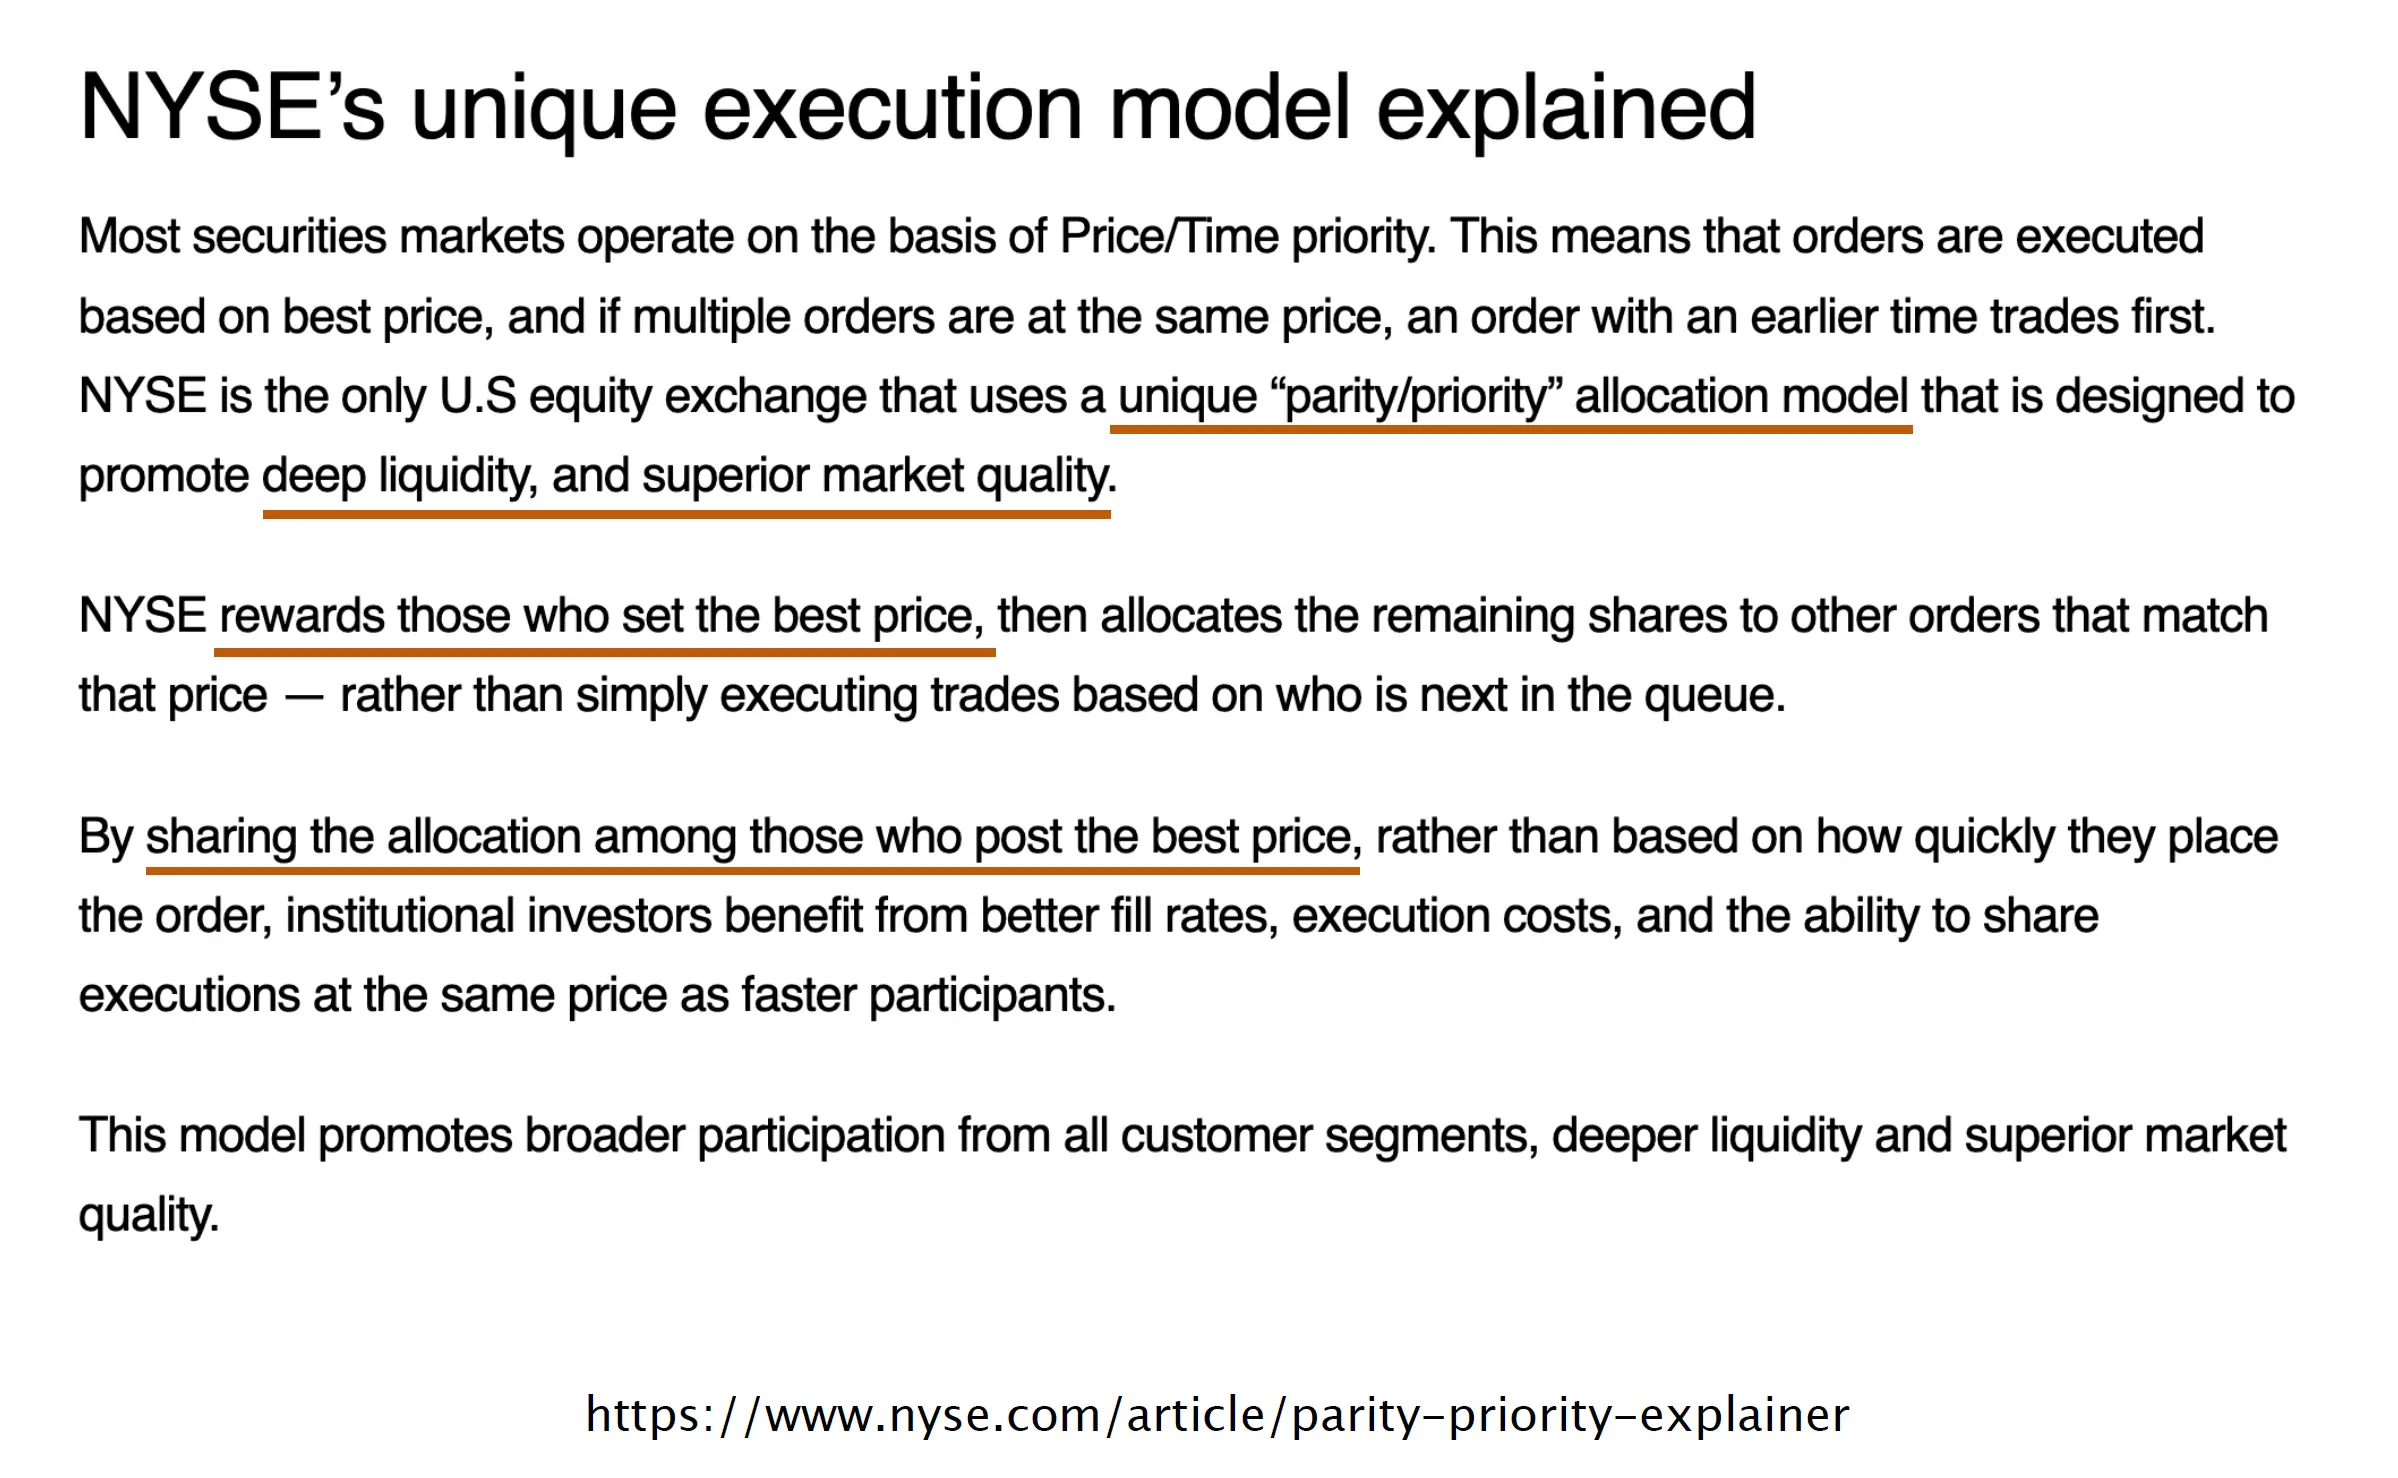 NYSE’s unique execution model explained
Most securities markets operate on the basis of Price/Time priority. This means that orders are executed
based on best price, and if multiple orders are at the same price, an order with an earlier time trades first.
NYSE is the only U.S equity exchange that uses a unique “parity/priority” allocation model that is designed to
promote deep liquidity, and superior market quality.
NYSE rewards those who set the best price, then allocates the remaining shares to other orders that match
that price — rather than simply executing trades based on who is next in the queue.
By sharing the allocation among those who post the best price, rather than based on how quickly they place
the order, institutional investors benefit from better fill rates, execution costs, and the ability to share
executions at the same price as faster participants.
This model promotes broader participation from all customer segments, deeper liquidity and superior market
quality.
https://www.nyse.com/article/parity-priority-explainer